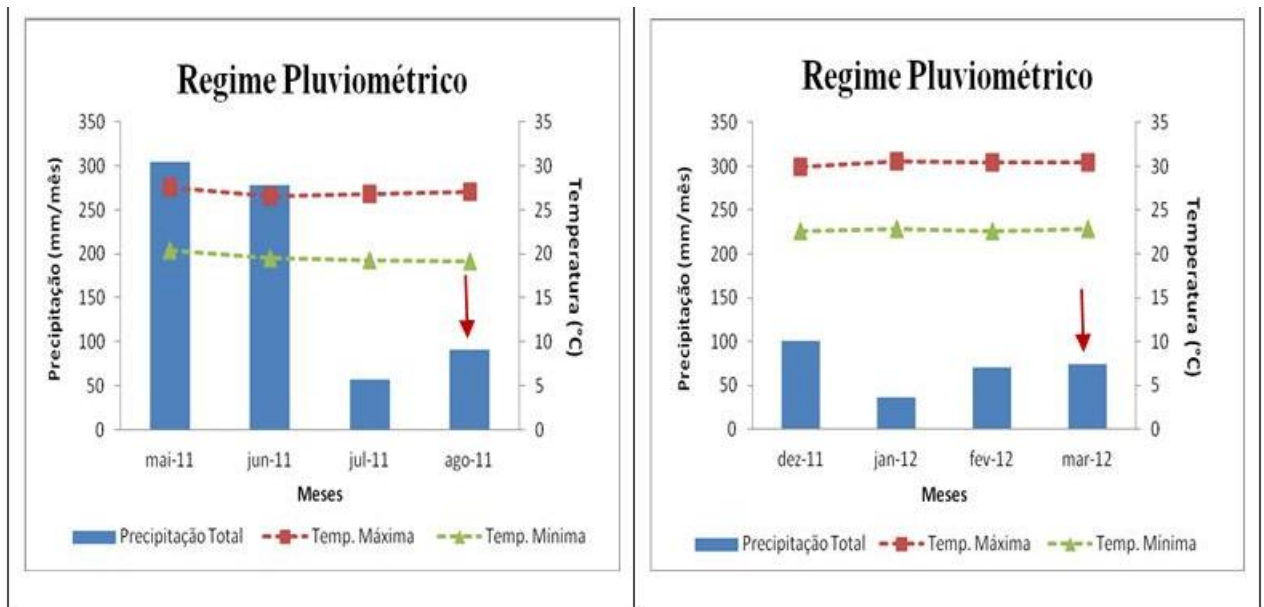 Regime Pluviométrico
350
300
250
200
150
100
50
0
Precipitação (mm/mês)
35
30
25
20
15
10
5
0
Temperatura (°C)
mai-11 jun-11 jul-11 ago-11
Meses
Precipitação Total Temp. Máxima Temp. Mínima
Regime Pluviométrico
350
300
250
200
150
100
50
0
Precipitação (mm/mês)
35
30
25
20
15
10
5
0
Temperatura (°C)
dez-11 jan-12 fev-12 mar-12
Meses
Precipitação Total Temp. Máxima Temp. Mínima